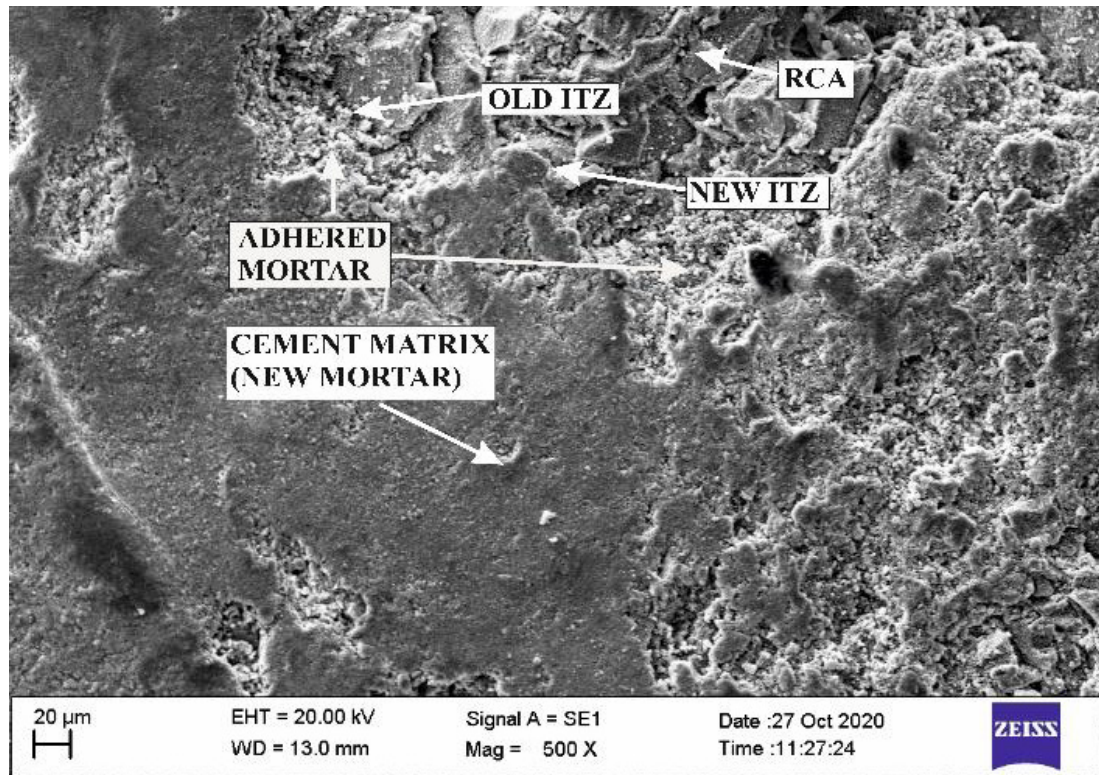 RCA
OLD ITZ
NEW ITZ
ADHERED
MORTAR
CEMENT MATRIX
(NEW MORTAR)
20 µm
EHT = 20.00 kV
WD = 13.0 mm
Signal A = SE1
Mag = 500 X
Date :27 Oct 2020
Time :11:27:24
ZEISS